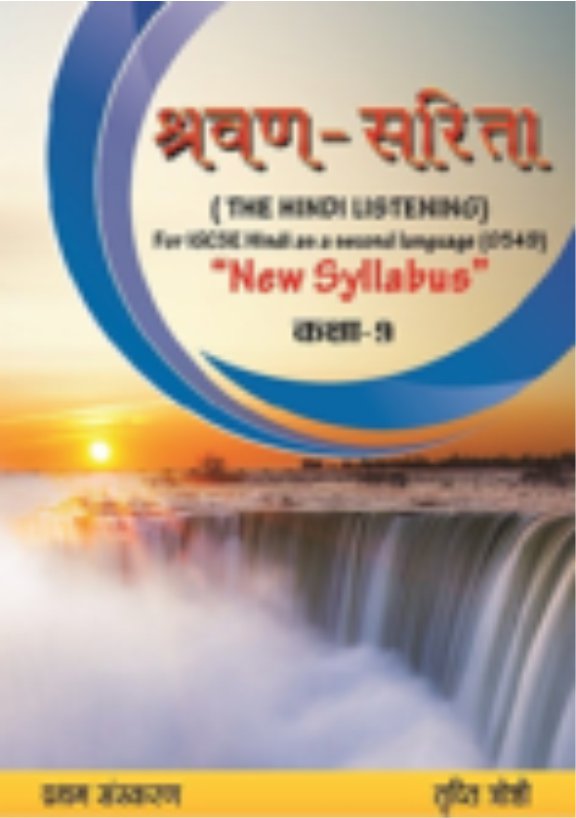 श्रवण-सरिता
( THE HINDI LISTENING)
For IGCSE Hindi as a second language (0549)
"New Syllabus"
कक्षा-9
प्रथम संस्करण
तृप्ति जोशी